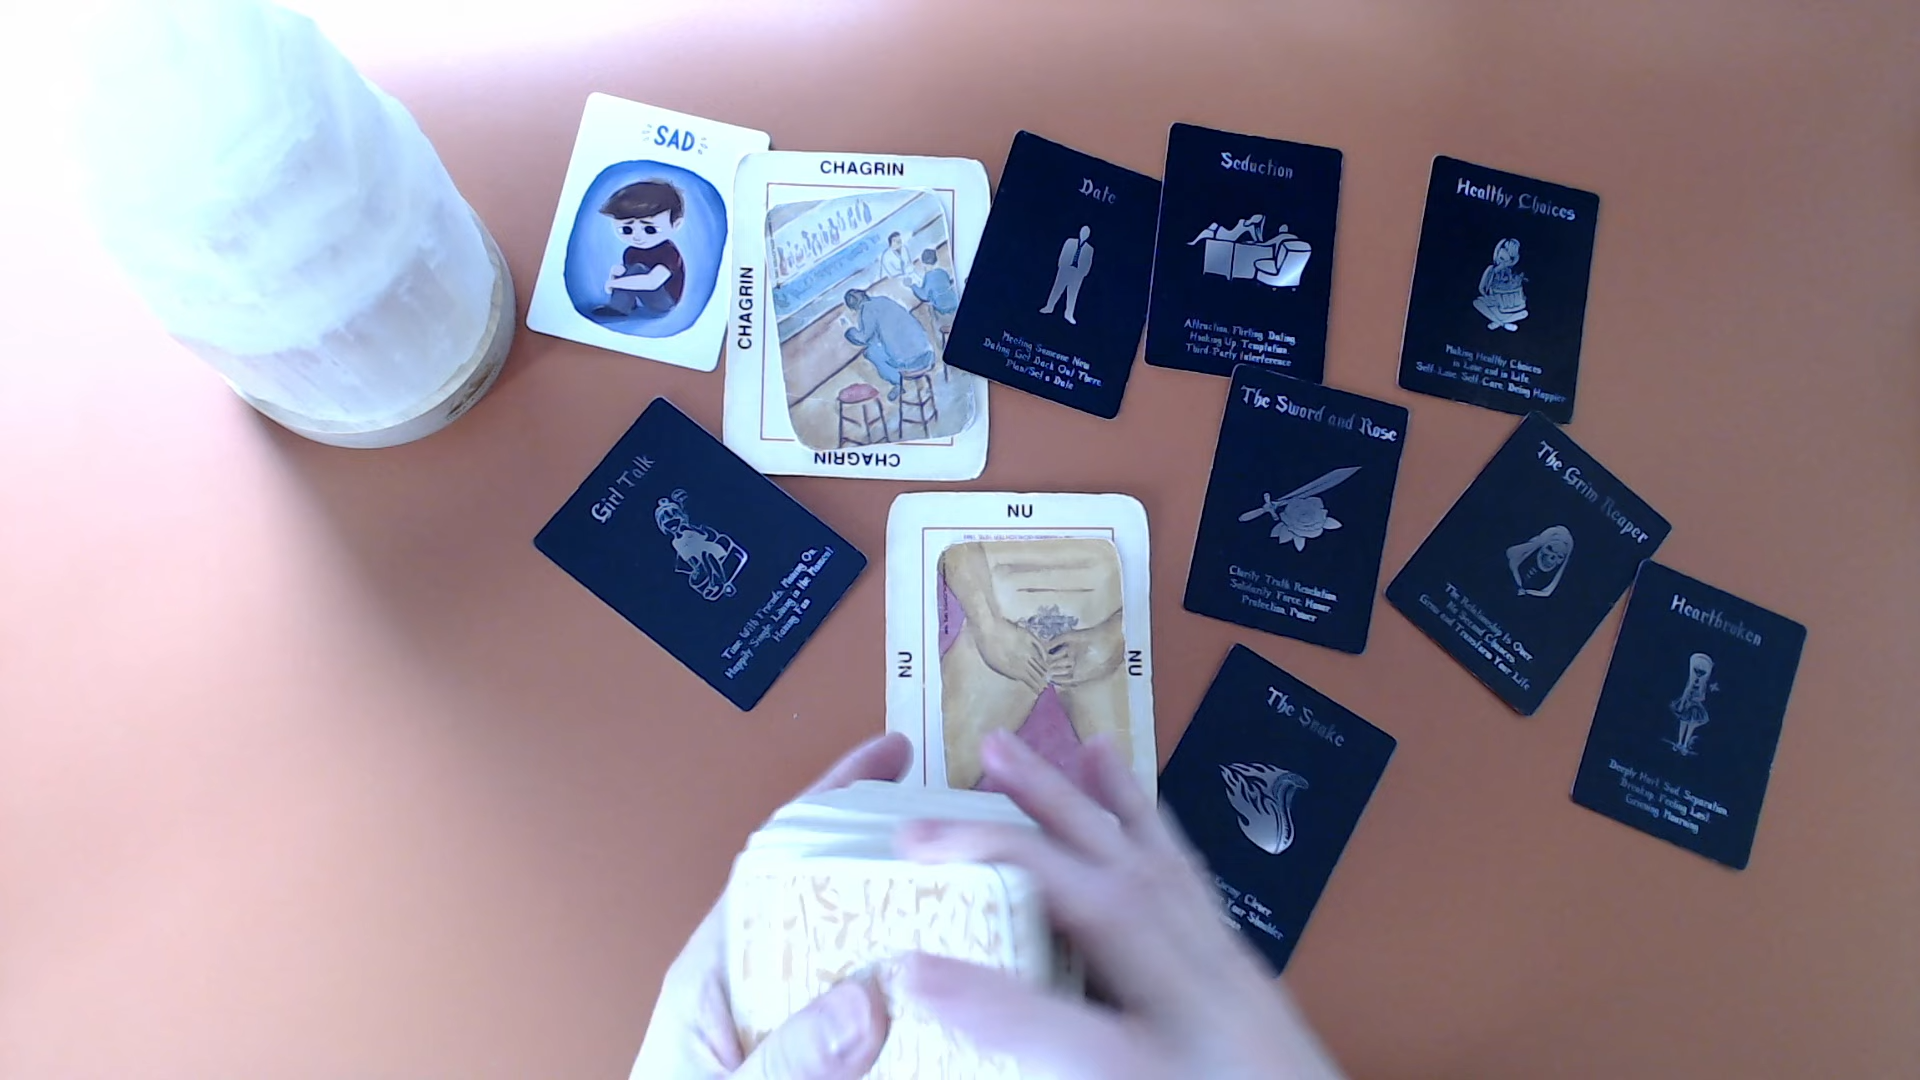 SAD
CHAGRIN
CHAGRIN
CHAGRIN
Date
Meeting Someone New
Dating Get Back Out There
Plan/Set a Date
Seduction
Attraction, Flirting, Dating
Hooking Up, Temptation,
Third Party Interference
Healthy Choices
Making Healthy Choices
in Love and in Life,
Self-Love, Self Care, Being Happier
Girl Talk
Time With Friends, Moving On,
Happily Single, Living in the Moment!
Having Fun
NU
NU
NU
The Sword and Rose
Clarity, Truth, Resolution,
Solidarity, Force, Honor
Protection, Power
The Grim Reaper
The Relationship Is Over
No Second Chances
Grow and Transform Your Life
Heartbroken
Deeply Hurt, Sad, Separation,
Breakup, Feeling Lost,
Grieving, Mourning
The Snake
Clever
Your Shoulder